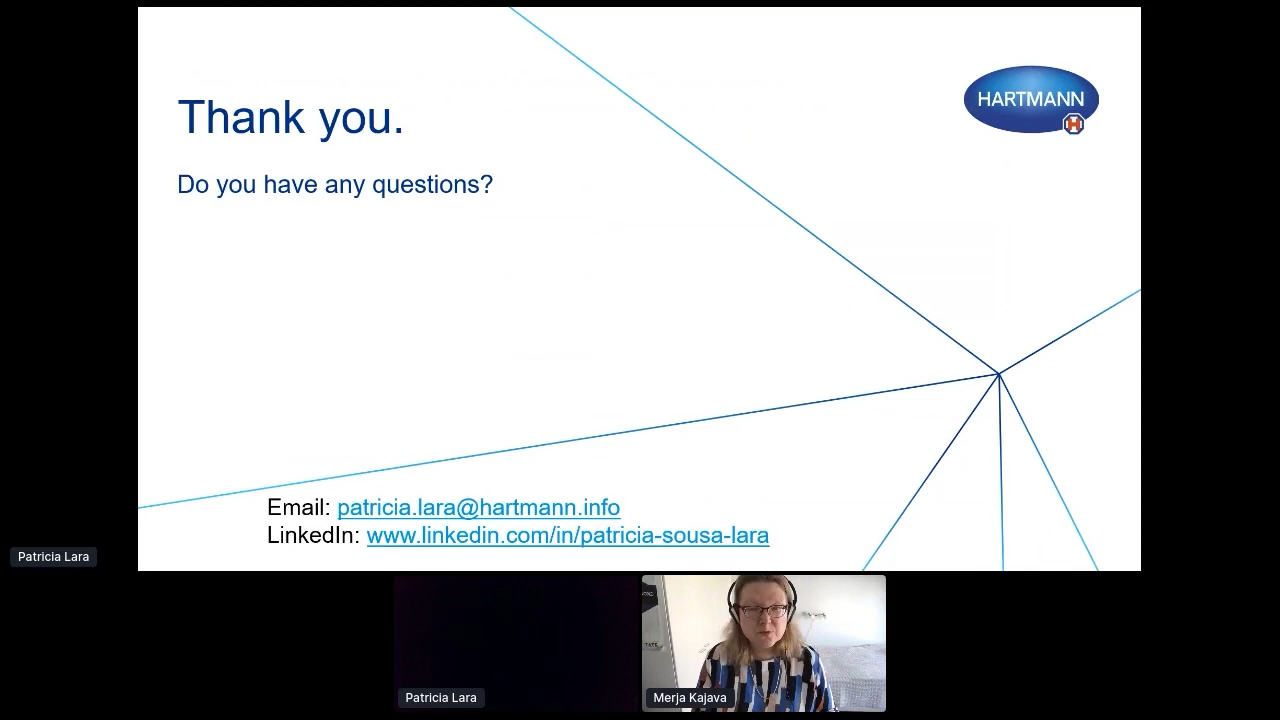 Thank you.
HARTMANN
Do you have any questions?
Email: patricia.lara@hartmann.info
LinkedIn: www.linkedin.com/in/patricia-sousa-lara
Patricia Lara
Patricia Lara
Merja Kajava